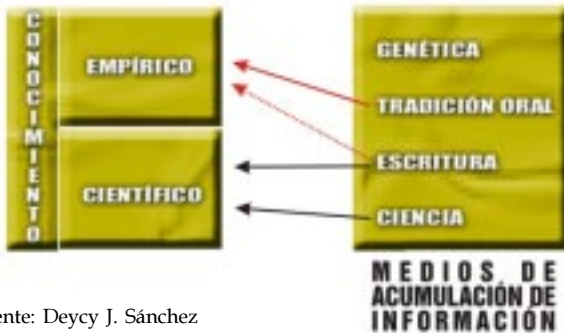 CONOCIMIENTO
EMPÍRICO
CIENTÍFICO
GENÉTICA
TRADICIÓN ORAL
ESCRITURA
CIENCIA
MEDIOS DE
ACUMULACIÓN DE
INFORMACIÓN
ente: Deycy J. Sánchez